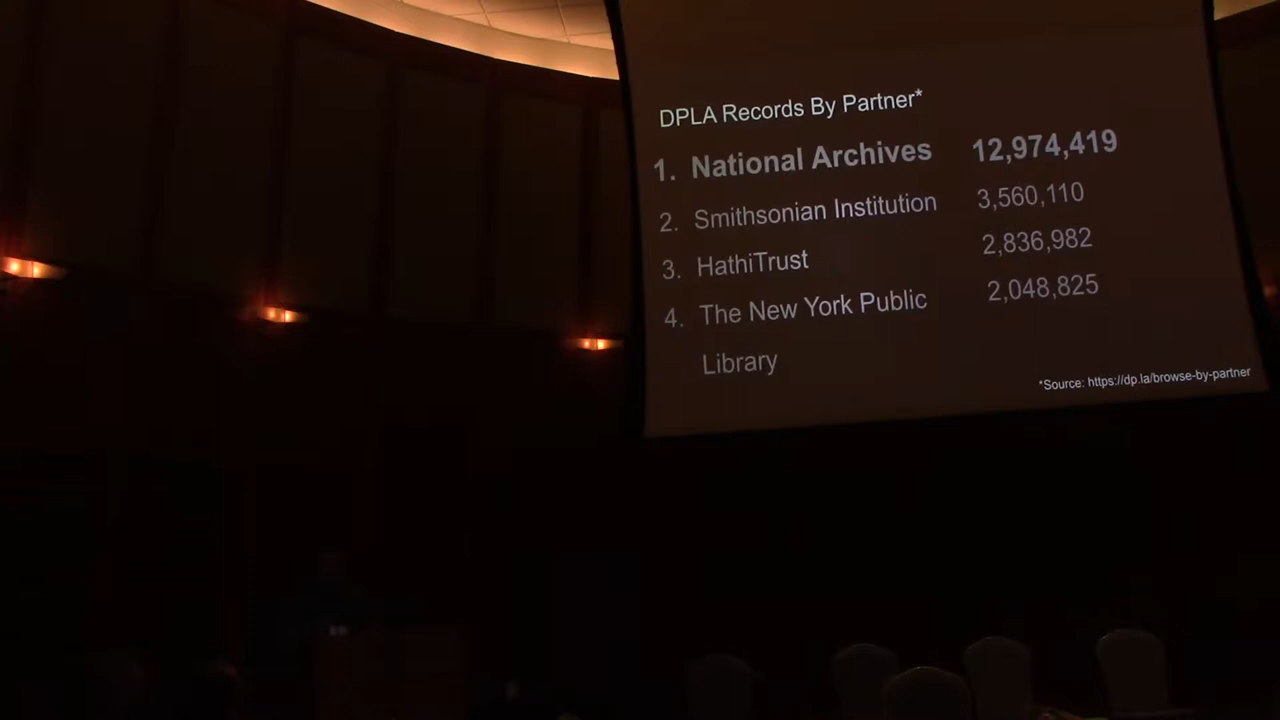 DPLA Records By Partner*
1. National Archives 12,974,419
2. Smithsonian Institution 3,560,110
3. HathiTrust 2,836,982
4. The New York Public 2,048,825
Library
*Source: https://dp.la/browse-by-partner